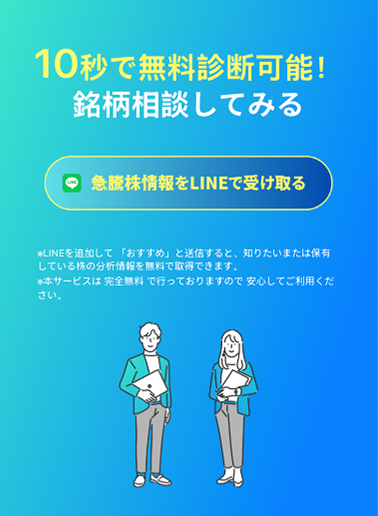 10秒で無料診断可能！
銘柄相談してみる
LINE
急騰株情報をLINEで受け取る
※LINEを追加して 「おすすめ」と送信すると、知りたいまたは保有
している株の分析情報を無料で取得できます。
※本サービスは 完全無料 で行っておりますので 安心してご利用くだ
さい。